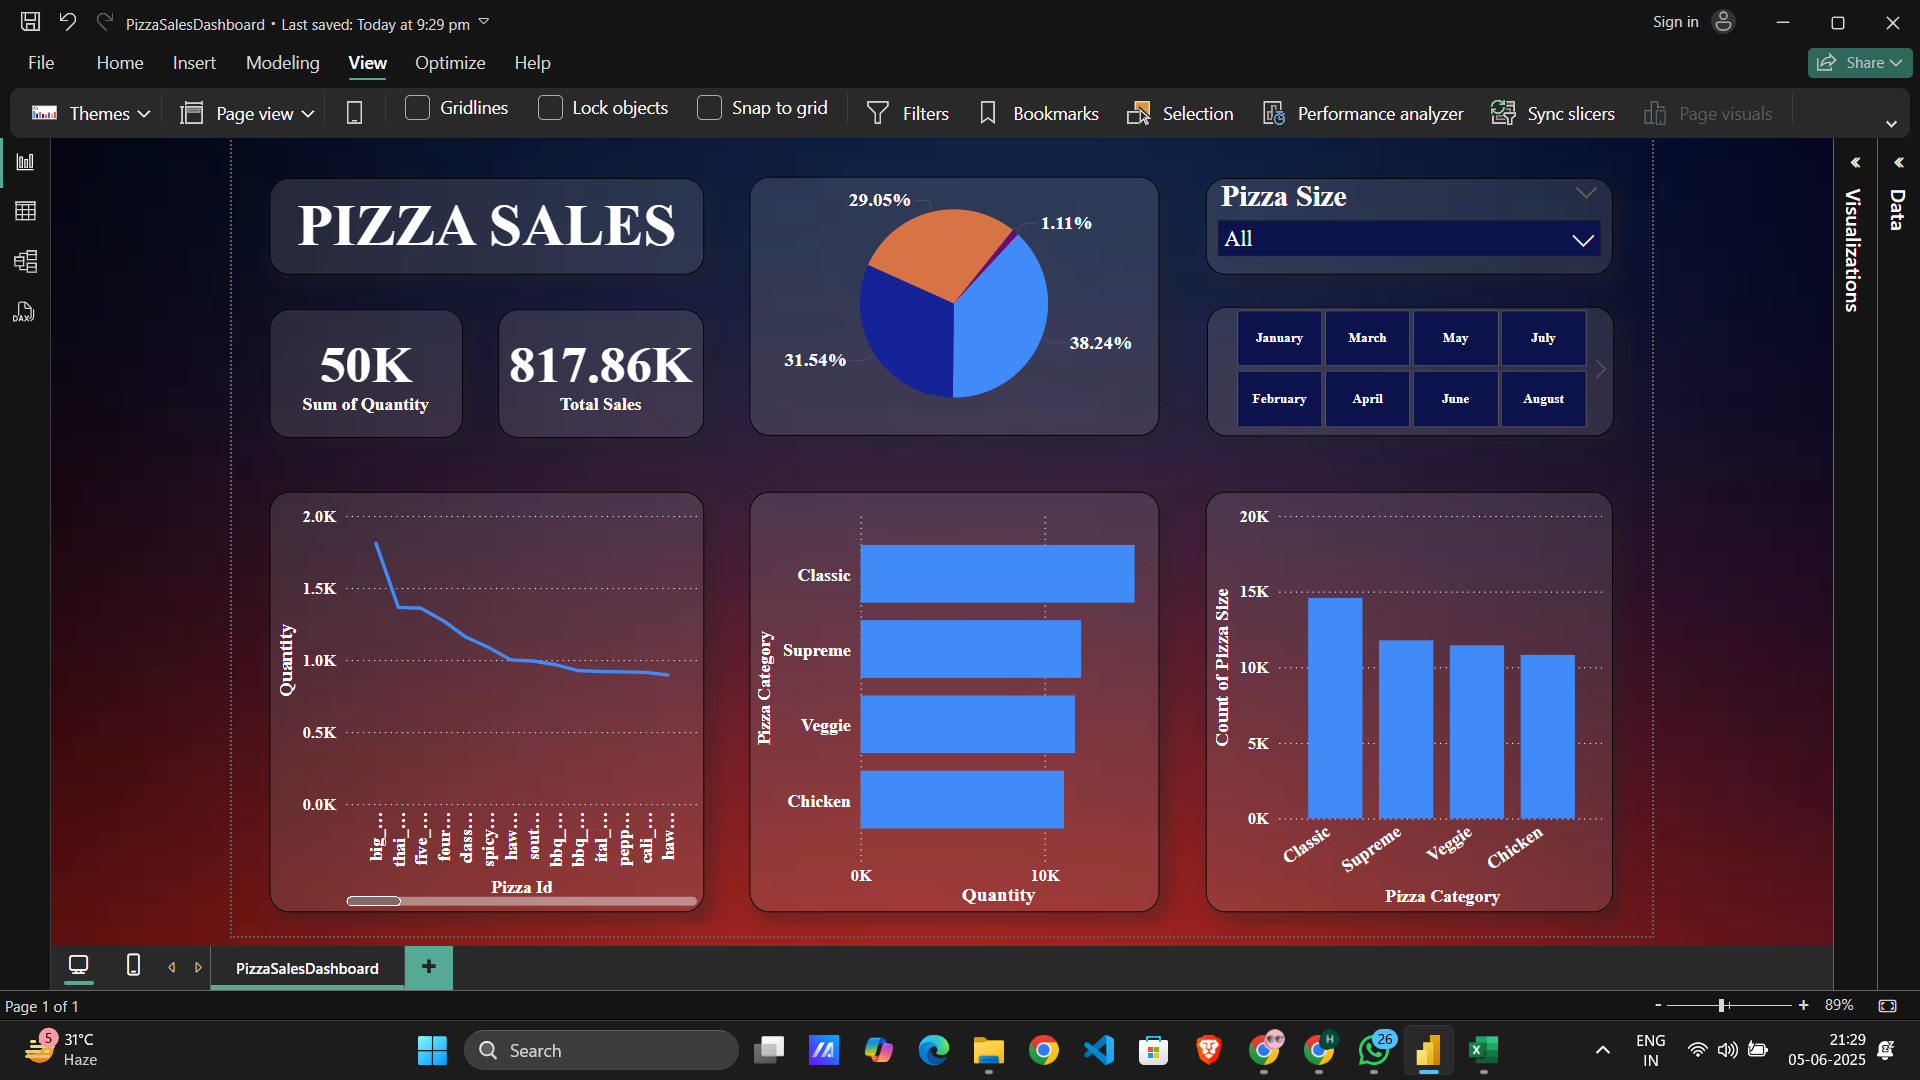 PizzaSalesDashboard • Last saved: Today at 9:29 pm
Sign in
File Home Insert Modeling View Optimize Help
Share
Themes Page view Gridlines Lock objects Snap to grid Filters Bookmarks Selection Performance analyzer Sync slicers Page visuals
DAX
PIZZA SALES
50K
Sum of Quantity
817.86K
Total Sales
29.05%
1.11%
38.24%
31.54%
Pizza Size
All
January March May July
February April June August
Visualizations
Data
2.0K
1.5K
1.0K
0.5K
0.0K
Quantity
big_...
thai_...
five_...
four...
class...
spicy...
haw...
sout...
bbq_...
bbq_...
ital_...
pepp...
cali_...
haw...
Pizza Id
Pizza Category
Classic
Supreme
Veggie
Chicken
0K 10K
Quantity
Count of Pizza Size
20K
15K
10K
5K
0K
Classic
Supreme
Veggie
Chicken
Pizza Category
PizzaSalesDashboard
+
Page 1 of 1
- + 89%
5
31°C
Haze
Search
H
26
ENG
IN
21:29
05-06-2025